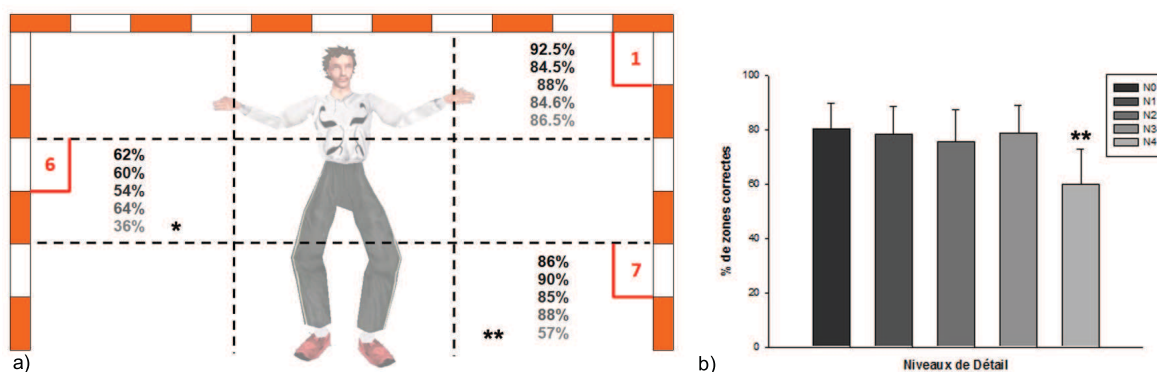 92.5%
84.5%
88%
84.6%
86.5%
1
6
62%
60%
54%
64%
36% *
86%
90%
85%
88%
57%
**
7
a)
% de zones correctes
100
80
60
40
20
0
**
N0
N1
N2
N3
N4
Niveaux de Détail
b)